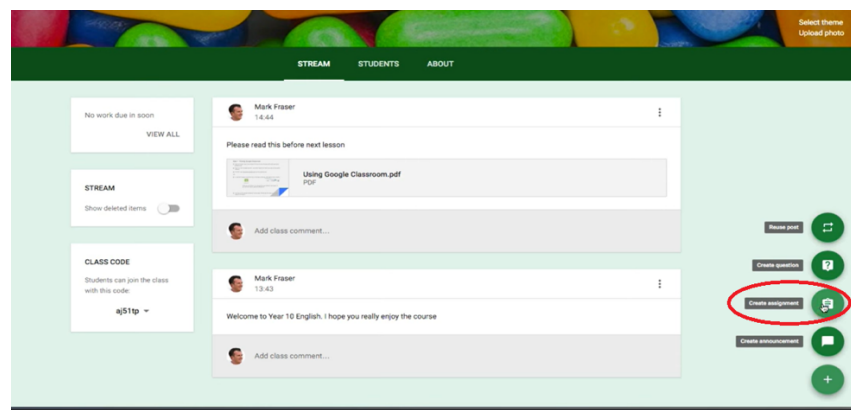 Select theme
Upload photo
STREAM STUDENTS ABOUT
No work due in soon
VIEW ALL
STREAM
Show deleted items
CLASS CODE
Students can join the class
with this code:
aj51tp
Mark Fraser
14:44
Please read this before next lesson
Using Google Classroom.pdf
PDF
Add class comment...
Mark Fraser
13:43
Welcome to Year 10 English. I hope you really enjoy the course
Add class comment...
Reuse post
Create question
Create assignment
Create announcement